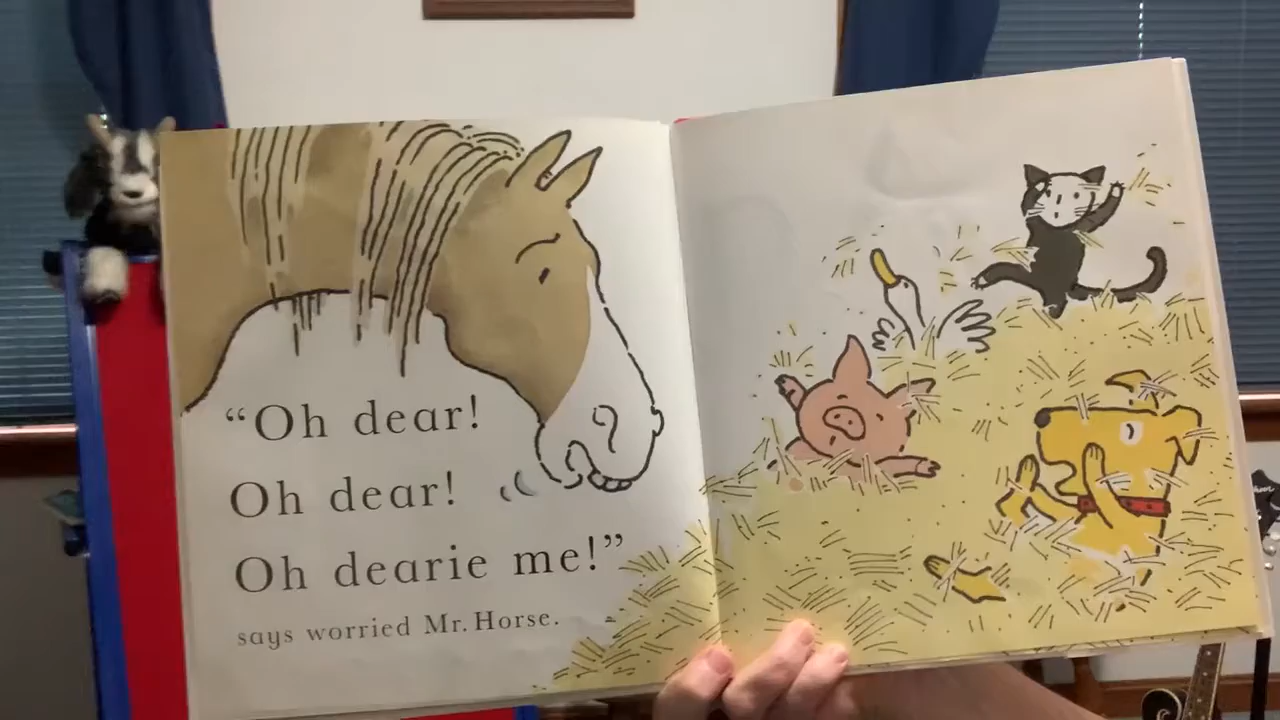 “Oh dear!
Oh dear!
Oh dearie me!”
says worried Mr. Horse.